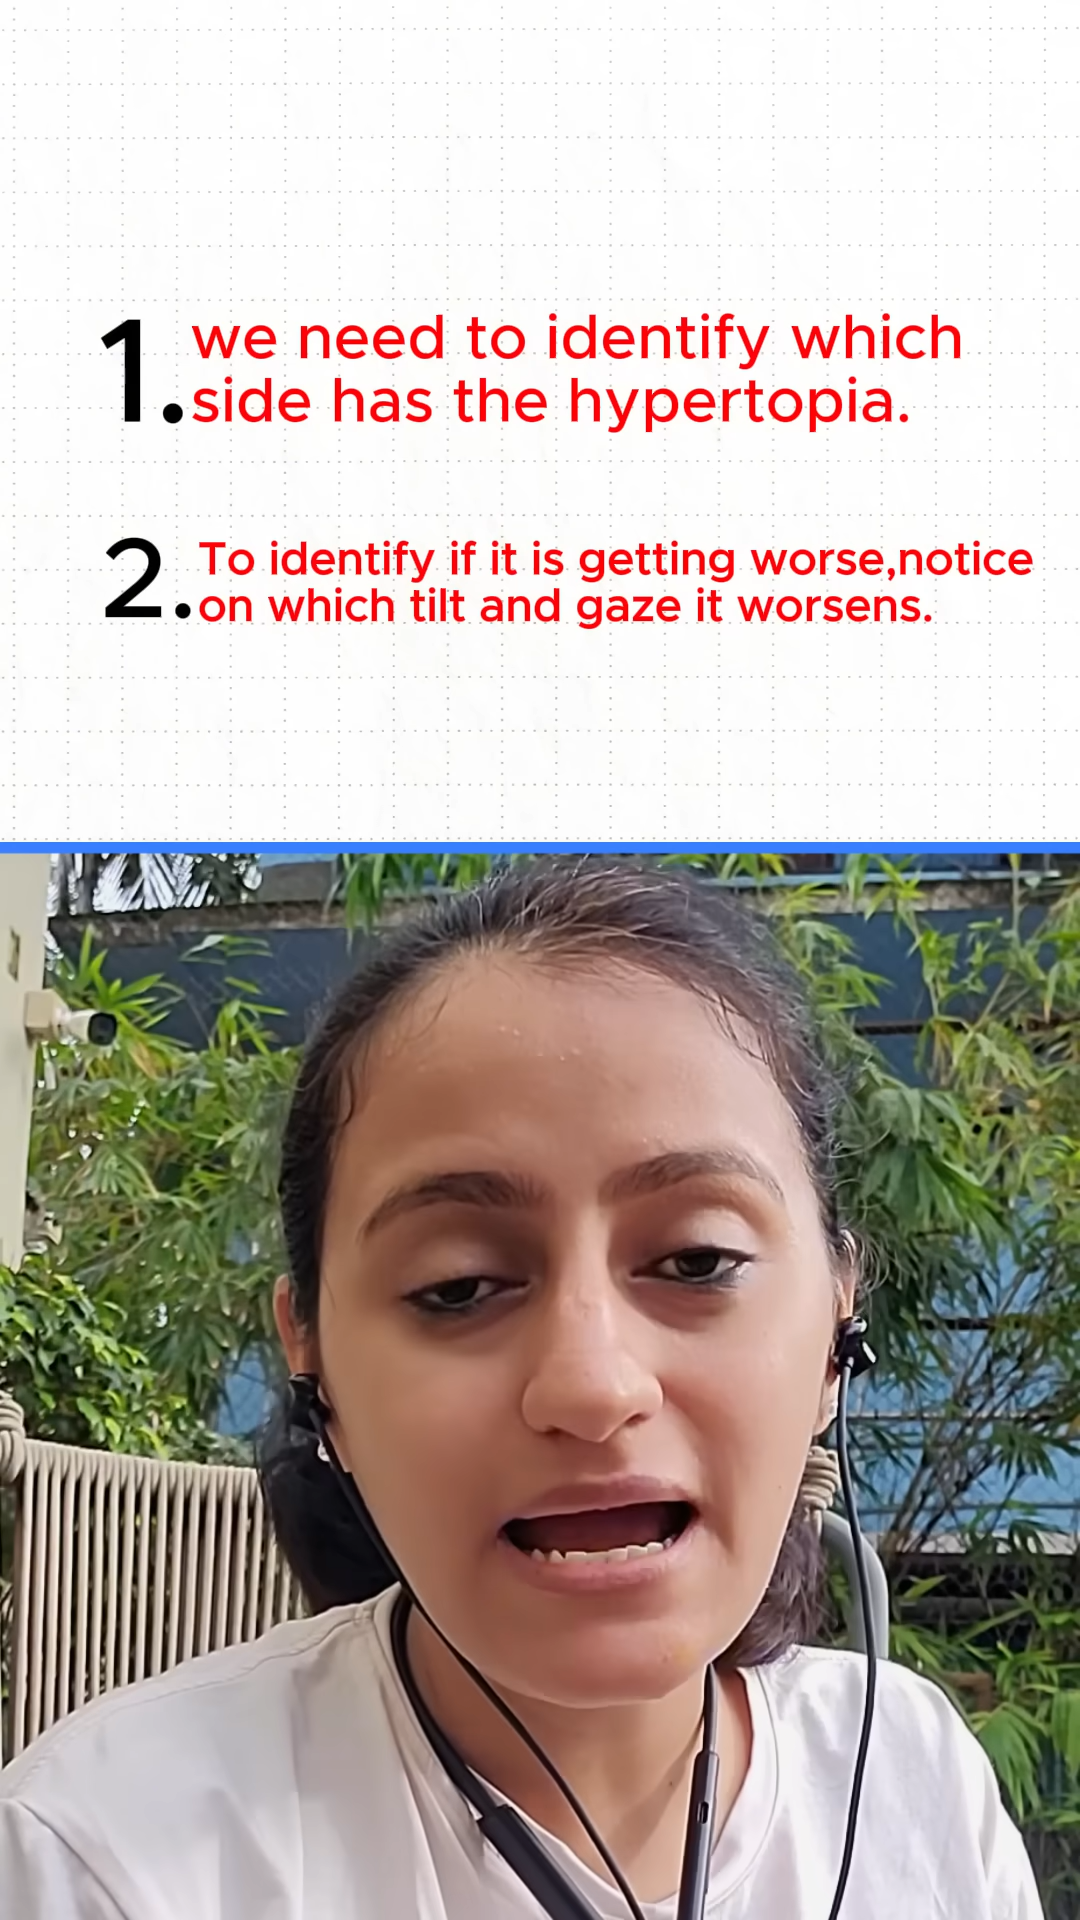 1. we need to identify which
side has the hypertopia.
2. To identify if it is getting worse,notice
on which tilt and gaze it worsens.